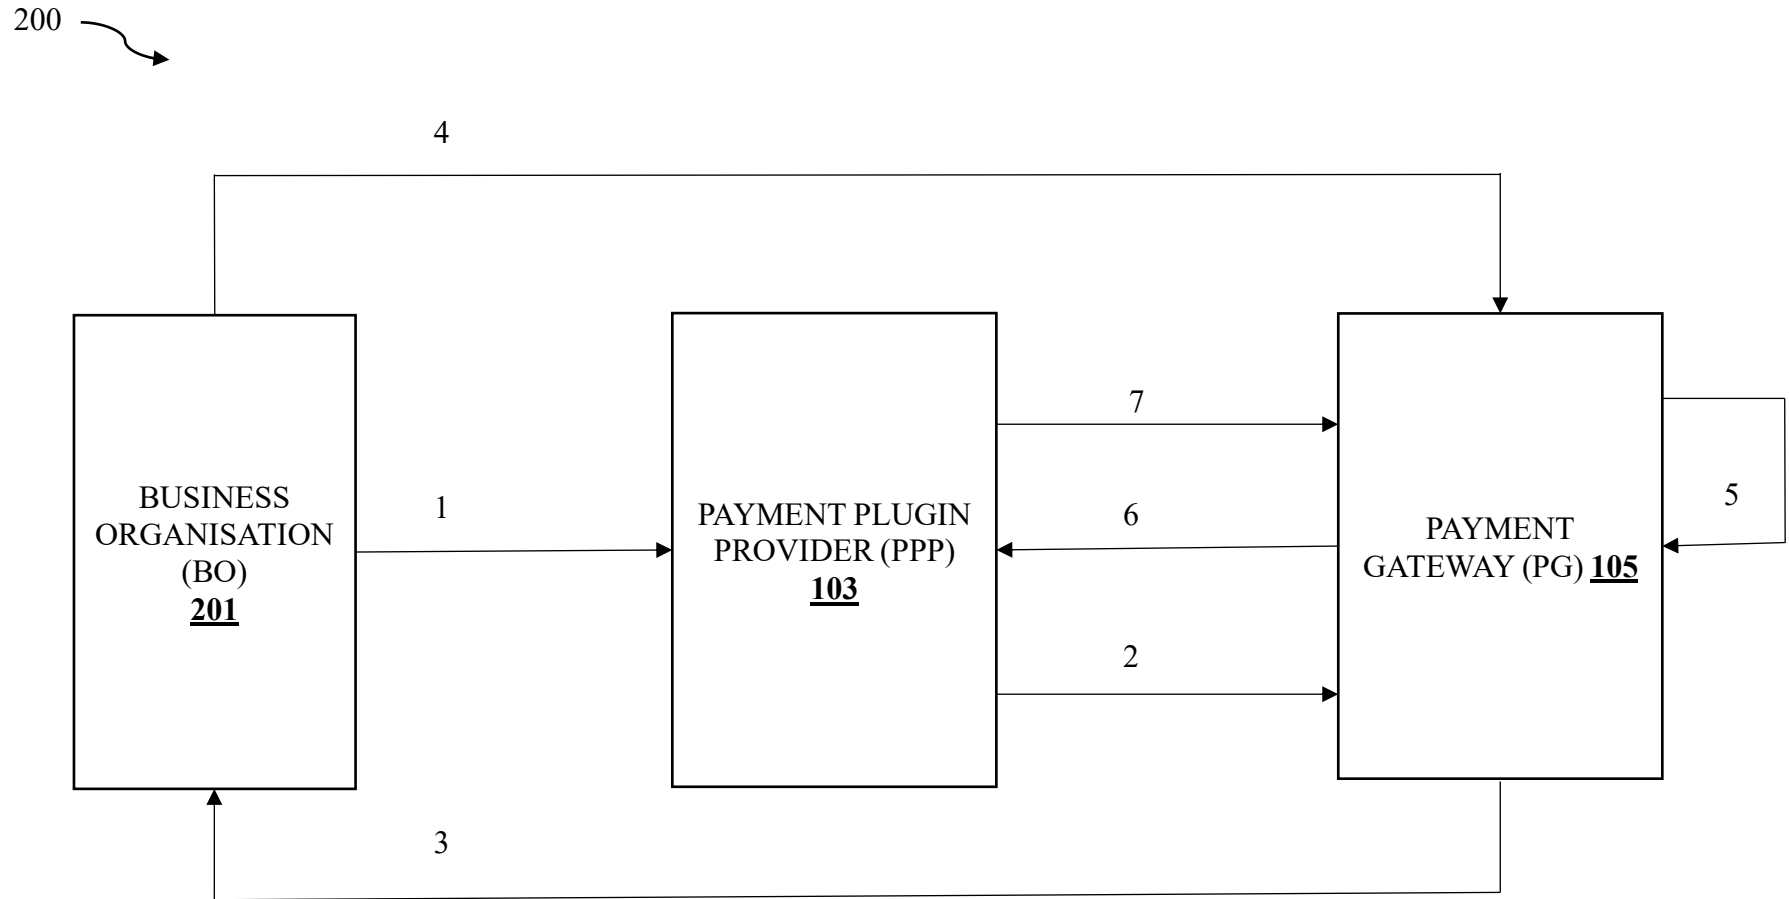 200
4
7
BUSINESS
ORGANISATION
(BO)
201
1
PAYMENT PLUGIN
PROVIDER (PPP)
103
6
PAYMENT
GATEWAY (PG) 105
5
2
3